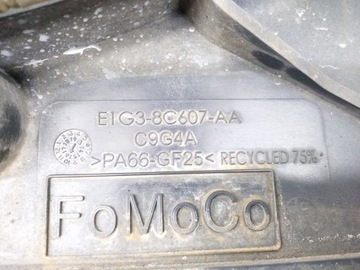 E1G3-8C607-AA
C9G4A
>PA66-GF25< RECYCLED 75%
FoMoCo